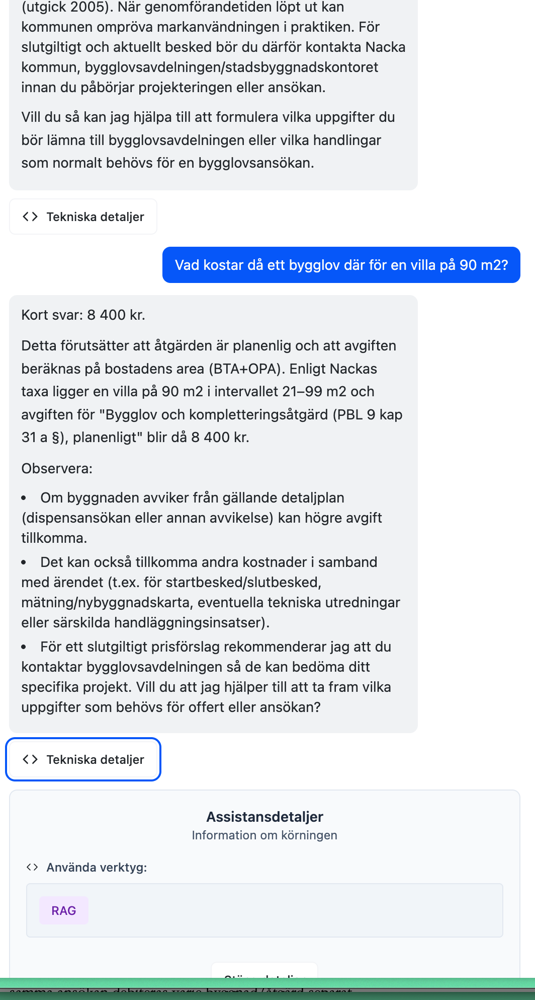 (utgick 2005). När genomförandetiden löpt ut kan
kommunen ompröva markanvändningen i praktiken. För
slutgiltigt och aktuellt besked bör du därför kontakta Nacka
kommun, bygglovsavdelningen/stadsbyggnadskontoret
innan du påbörjar projekteringen eller ansökan.
Vill du så kan jag hjälpa till att formulera vilka uppgifter du
bör lämna till bygglovsavdelningen eller vilka handlingar
som normalt behövs för en bygglovsansökan.
<> Tekniska detaljer
Vad kostar då ett bygglov där för en villa på 90 m2?
Kort svar: 8 400 kr.
Detta förutsätter att åtgärden är planenlig och att avgiften
beräknas på bostadens area (BTA+OPA). Enligt Nackas
taxa ligger en villa på 90 m2 i intervallet 21–99 m2 och
avgiften för "Bygglov och kompletteringsåtgärd (PBL 9 kap
31 a §), planenligt" blir då 8 400 kr.
Observera:
• Om byggnaden avviker från gällande detaljplan
(dispensansökan eller annan avvikelse) kan högre avgift
tillkomma.
• Det kan också tillkomma andra kostnader i samband
med ärendet (t.ex. för startbesked/slutbesked,
mätning/nybyggnadskarta, eventuella tekniska utredningar
eller särskilda handläggningsinsatser).
• För ett slutgiltigt prisförslag rekommenderar jag att du
kontaktar bygglovsavdelningen så de kan bedöma ditt
specifika projekt. Vill du att jag hjälper till att ta fram vilka
uppgifter som behövs för offert eller ansökan?
<> Tekniska detaljer
Assistansdetaljer
Information om körningen
<> Använda verktyg:
RAG